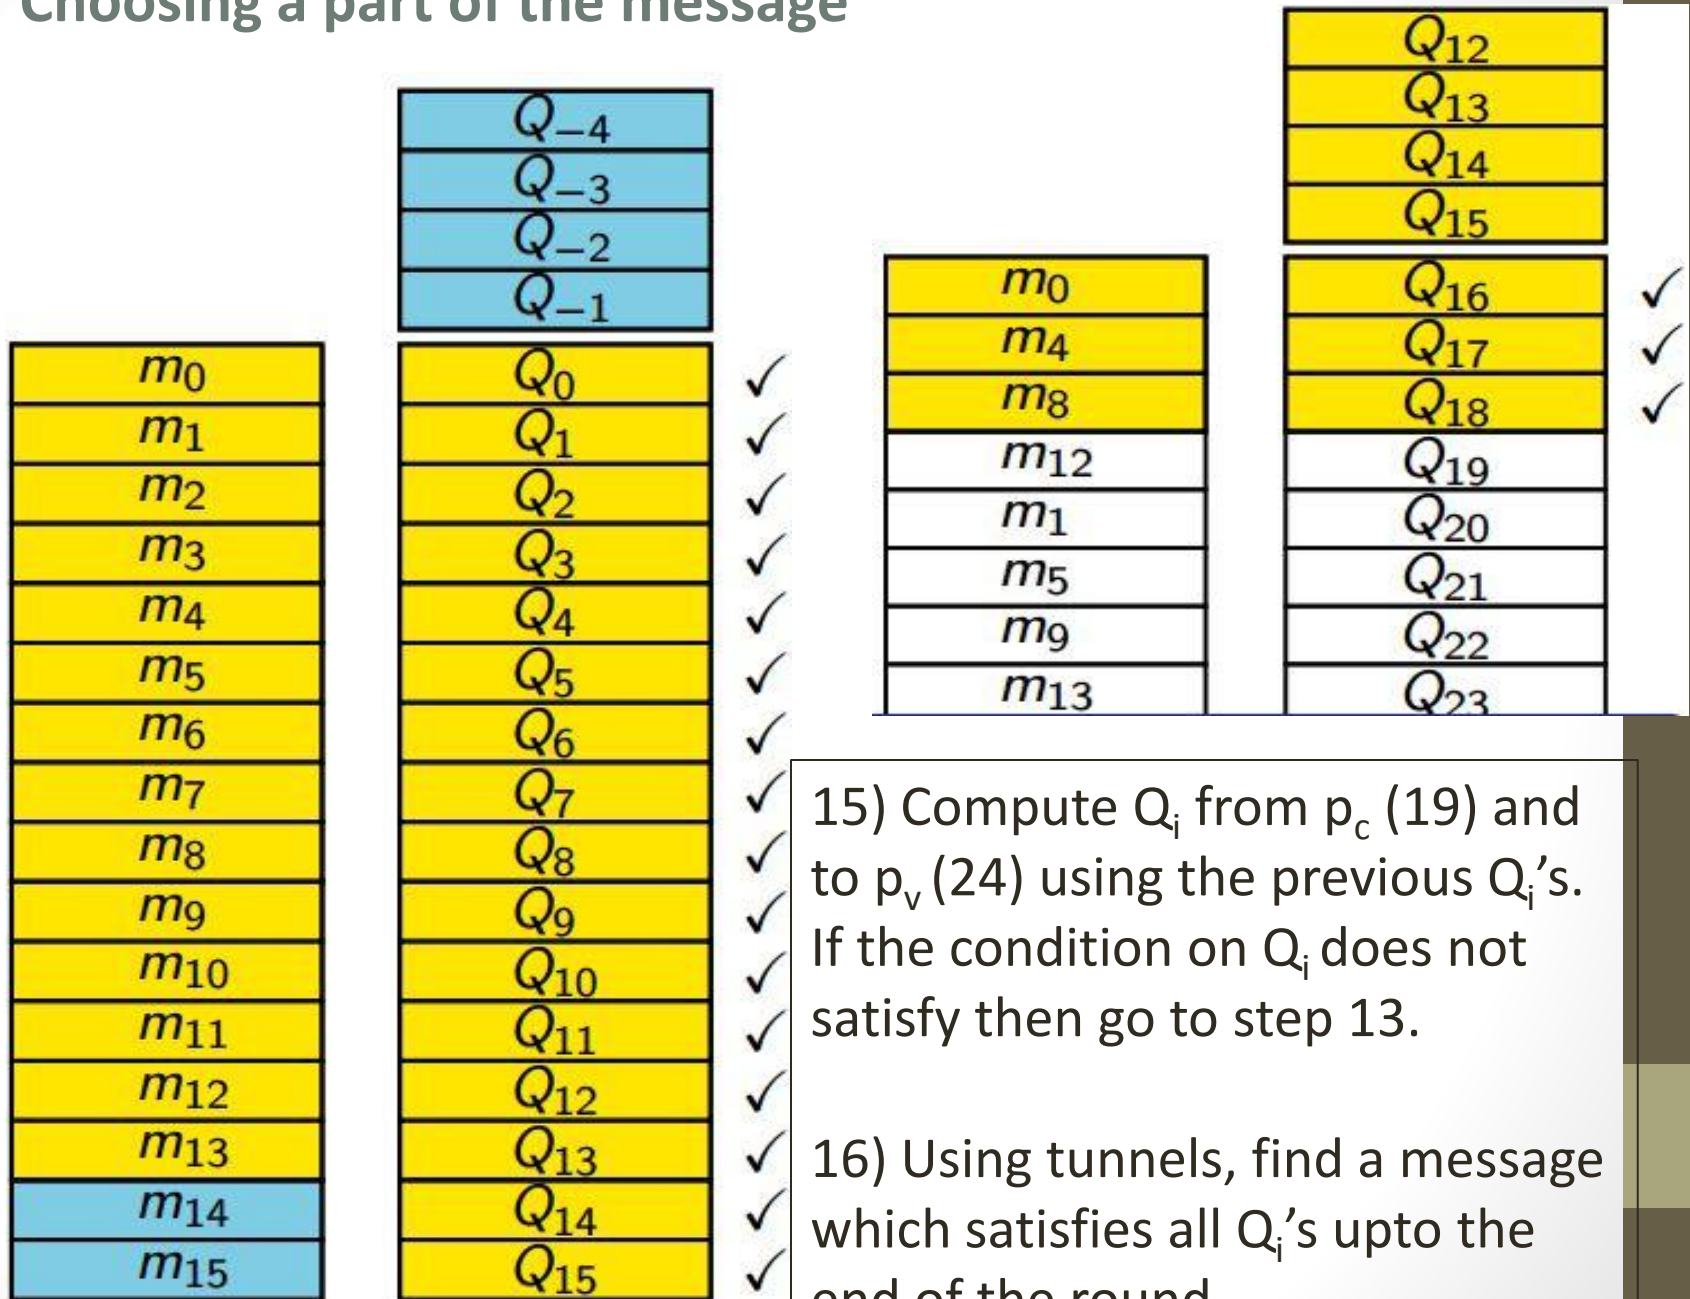 Choosing a part of the message
Q₋₄
Q₋₃
Q₋₂
Q₋₁
m₀ Q₀ ✓
m₁ Q₁ ✓
m₂ Q₂ ✓
m₃ Q₃ ✓
m₄ Q₄ ✓
m₅ Q₅ ✓
m₆ Q₆ ✓
m₇ Q₇ ✓
m₈ Q₈ ✓
m₉ Q₉ ✓
m₁₀ Q₁₀ ✓
m₁₁ Q₁₁ ✓
m₁₂ Q₁₂ ✓
m₁₃ Q₁₃ ✓
m₁₄ Q₁₄ ✓
m₁₅ Q₁₅ ✓
Q₁₂
Q₁₃
Q₁₄
Q₁₅
m₀ Q₁₆ ✓
m₄ Q₁₇ ✓
m₈ Q₁₈ ✓
m₁₂ Q₁₉
m₁ Q₂₀
m₅ Q₂₁
m₉ Q₂₂
m₁₃ Q₂₃
15) Compute Qᵢ from p_c (19) and
to pᵥ (24) using the previous Qᵢ’s.
If the condition on Qᵢ does not
satisfy then go to step 13.
16) Using tunnels, find a message
which satisfies all Qᵢ’s upto the
end of the round